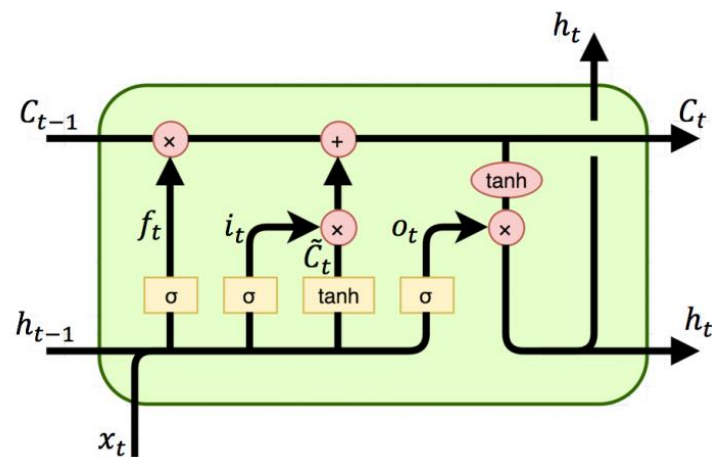 h_t
C_{t-1}
×
+
C_t
tanh
f_t
i_t
×
o_t
×
C̃_t
σ
σ
tanh
σ
h_{t-1}
h_t
x_t